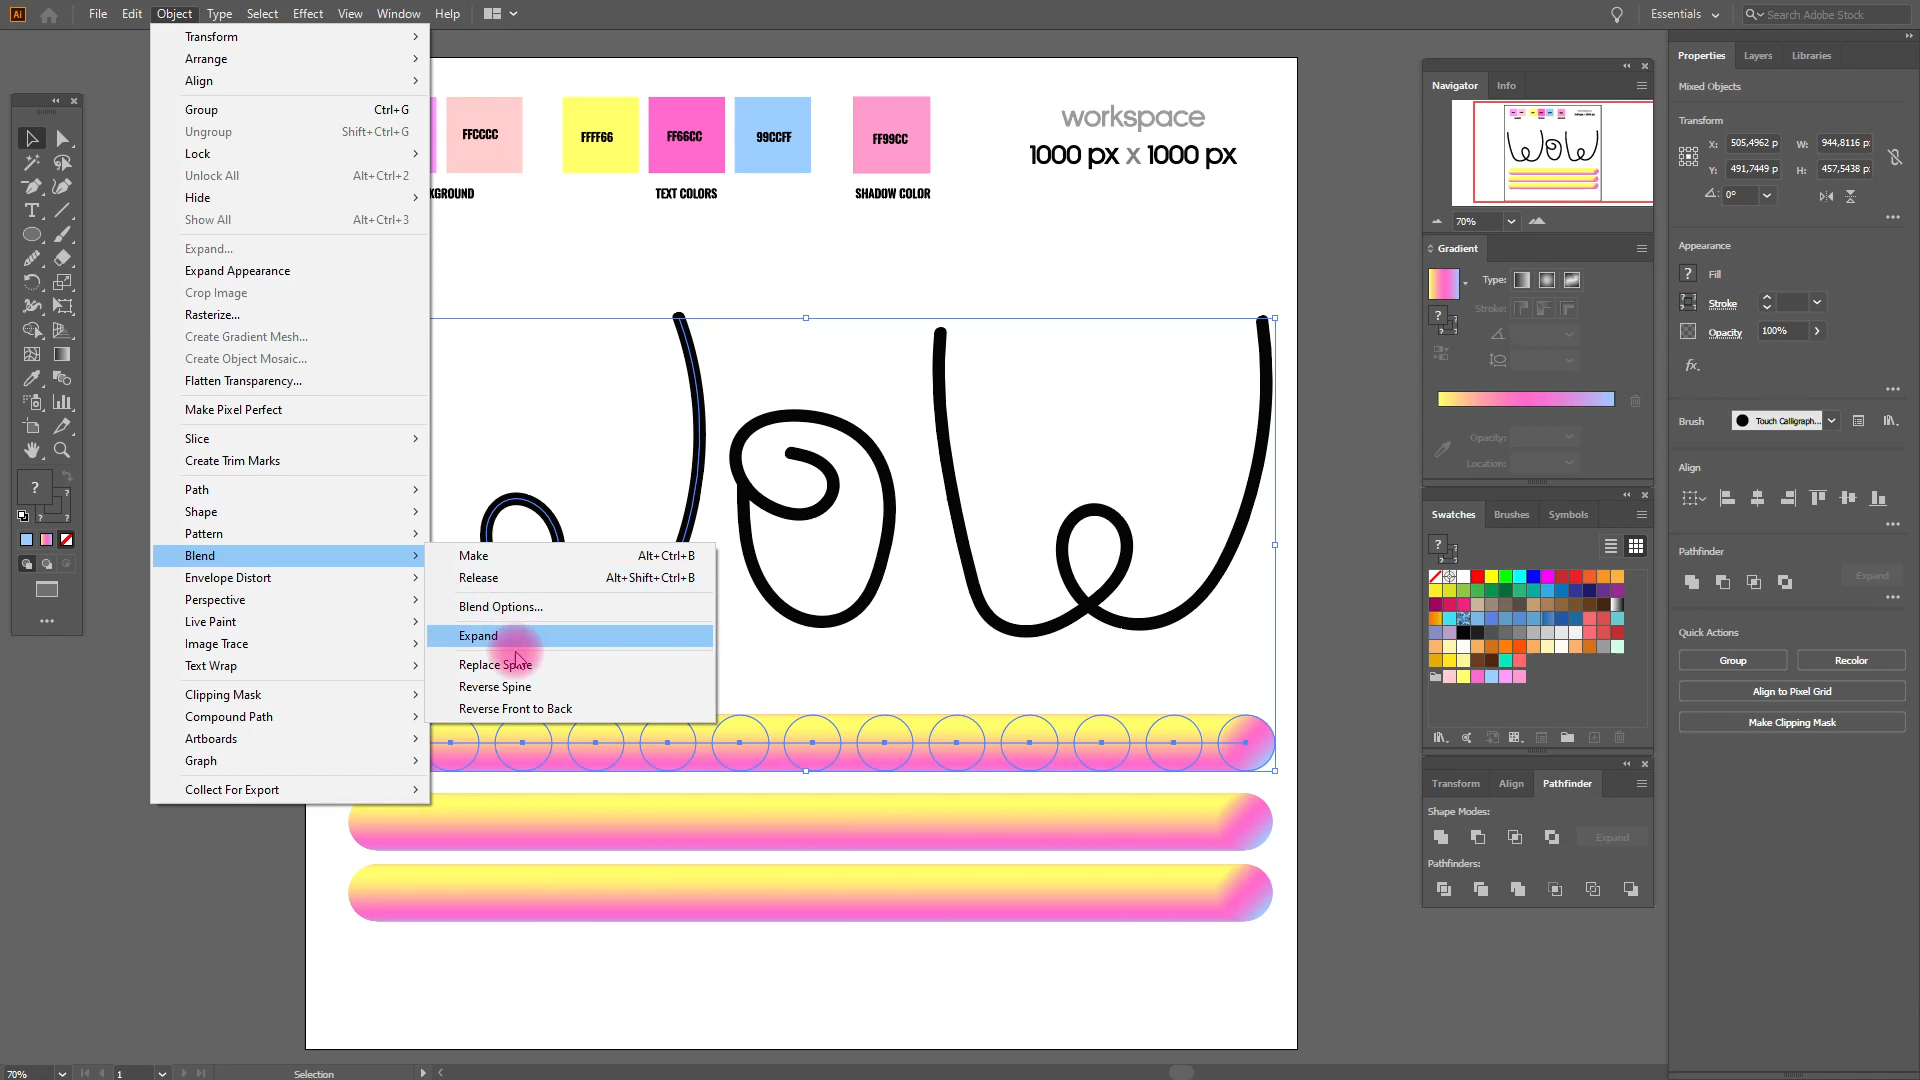 Ai File Edit Object Type Select Effect View Window Help Essentials Search Adobe Stock
Transform
Arrange
Align
Group Ctrl+G
Ungroup Shift+Ctrl+G
Lock
Unlock All Alt+Ctrl+2
Hide
Show All Alt+Ctrl+3
Expand...
Expand Appearance
Crop Image
Rasterize...
Create Gradient Mesh...
Create Object Mosaic...
Flatten Transparency...
Make Pixel Perfect
Slice
Create Trim Marks
Path
Shape
Pattern
Blend
Envelope Distort
Perspective
Live Paint
Image Trace
Text Wrap
Clipping Mask
Compound Path
Artboards
Graph
Collect For Export
Make Alt+Ctrl+B
Release Alt+Shift+Ctrl+B
Blend Options...
Expand
Replace Spine
Reverse Spine
Reverse Front to Back
FFCCCC FFFF66 FF66CC 99CCFF FF99CC
KGROUND TEXT COLORS SHADOW COLOR
workspace
1000 px x 1000 px
wow
Navigator Info
70%
Gradient
Type:
Stroke:
Opacity:
Location:
Swatches Brushes Symbols
Transform Align Pathfinder
Shape Modes:
Expand
Pathfinders:
Properties Layers Libraries
Mixed Objects
Transform
X: 505,4962 p W: 944,8116 p
Y: 491,7449 p H: 457,5438 p
0°
Appearance
? Fill
Stroke
Opacity 100%
fx.
Brush Touch Calligraph...
Align
Pathfinder
Expand
Quick Actions
Group Recolor
Align to Pixel Grid
Make Clipping Mask
70% 1 Selection